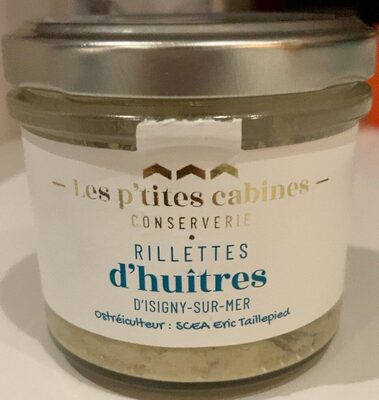 — Les p'tites cabines —
CONSERVERIE
•
RILLETTES
d'huîtres
D'ISIGNY-SUR-MER
Ostréiculteur : SCEA Eric Taillepied